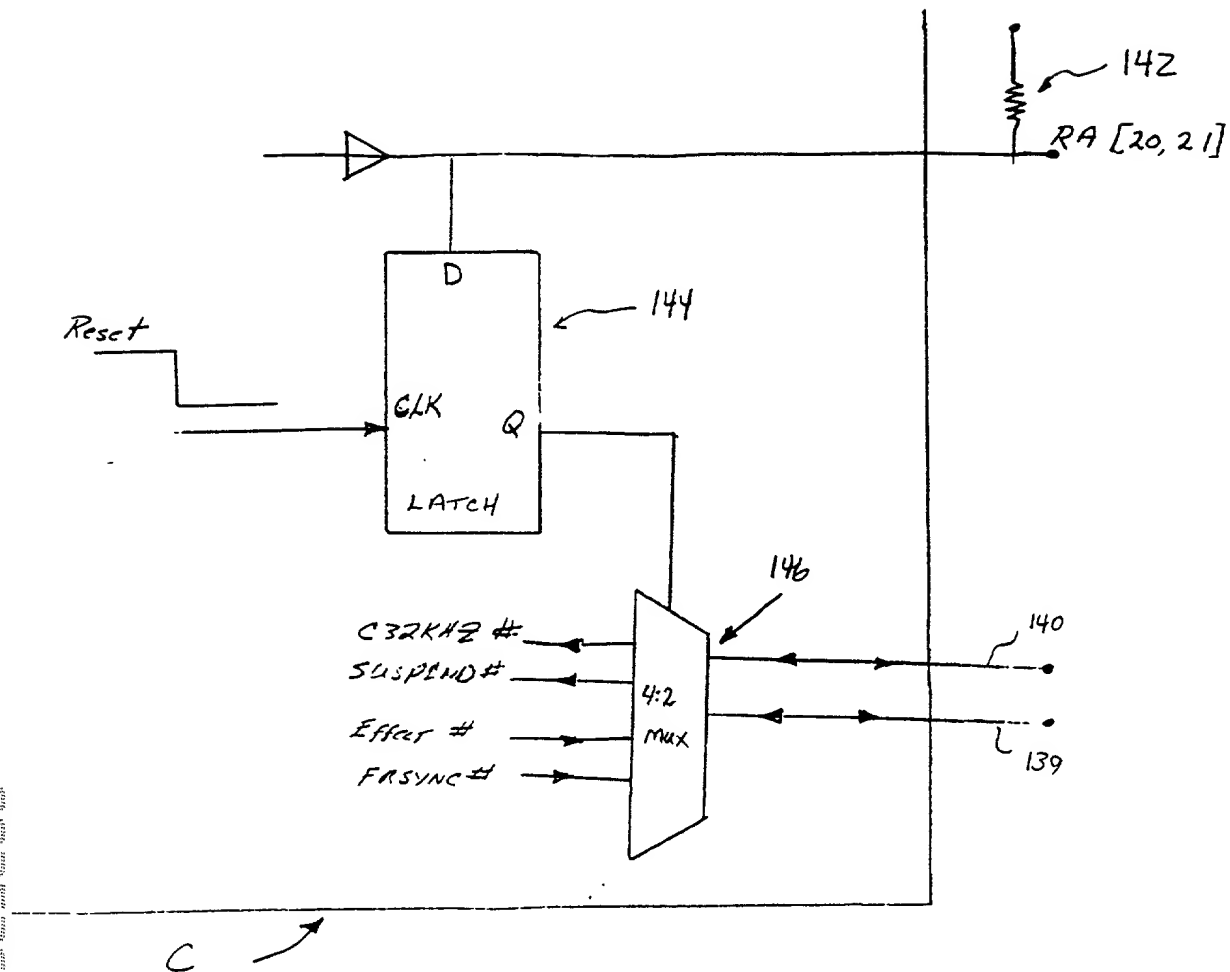 142
RA [20, 21]
D
144
Reset
CLK
Q
LATCH
146
C32KHZ #
SUSPEND #
Effect #
FRSYNC #
4:2
MUX
140
139
C